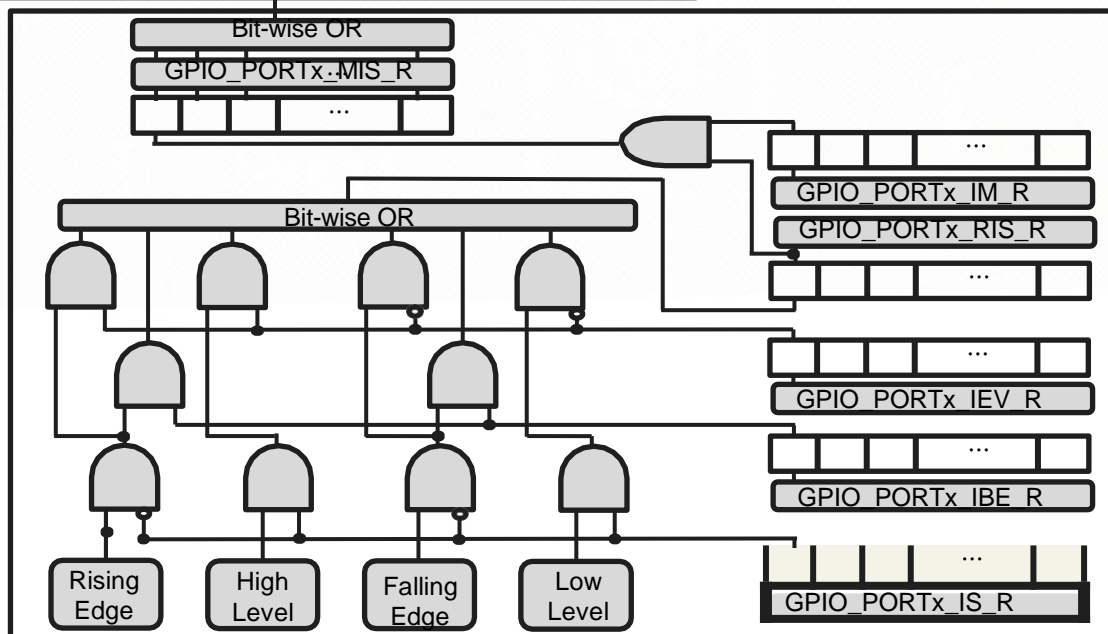 Bit-wise OR
GPIO_PORTx_MIS_R
...
...
GPIO_PORTx_IM_R
Bit-wise OR
GPIO_PORTx_RIS_R
...
...
GPIO_PORTx_IEV_R
...
GPIO_PORTx_IBE_R
...
GPIO_PORTx_IS_R
Rising
Edge
High
Level
Falling
Edge
Low
Level